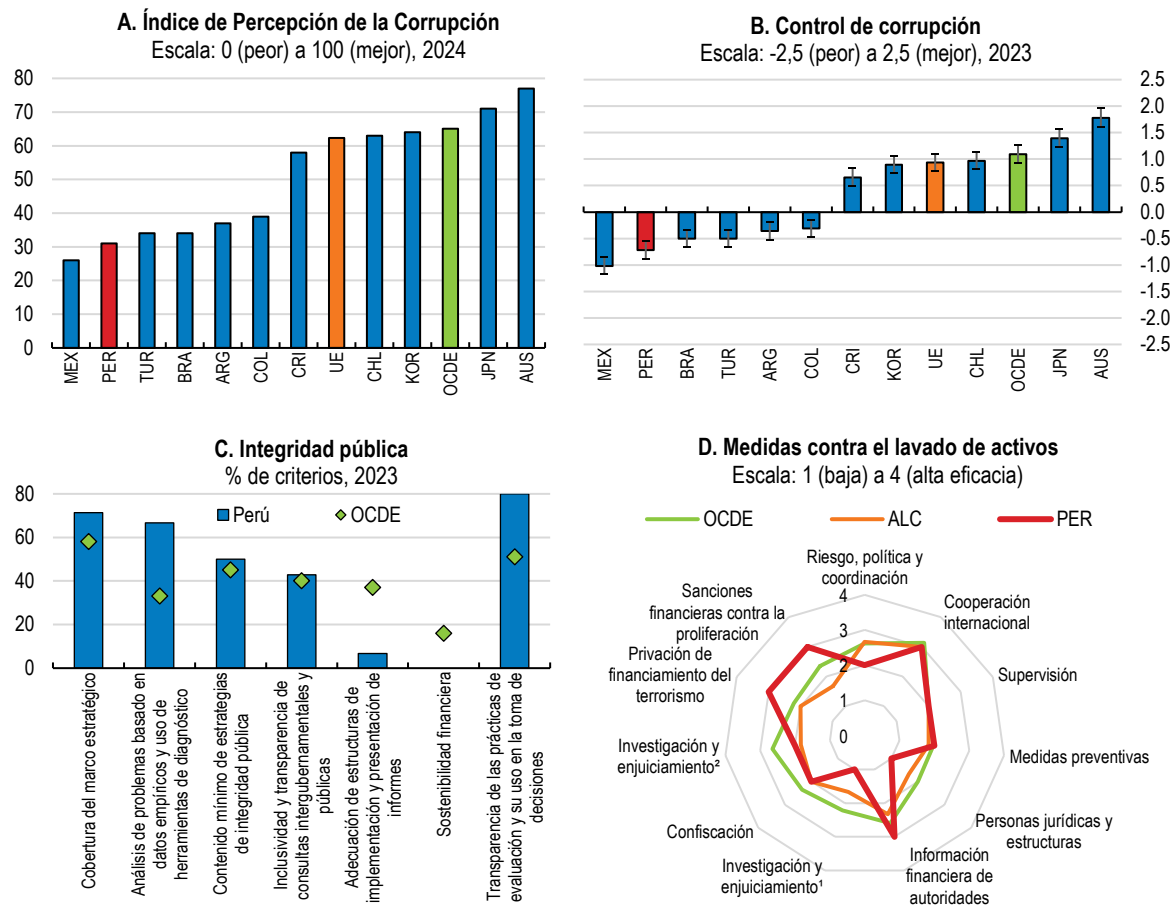 A. Índice de Percepción de la Corrupción
Escala: 0 (peor) a 100 (mejor), 2024
80
70
60
50
40
30
20
10
0
MEX
PER
TUR
BRA
ARG
COL
CRI
UE
CHL
KOR
OCDE
JPN
AUS
B. Control de corrupción
Escala: -2,5 (peor) a 2,5 (mejor), 2023
2.5
2.0
1.5
1.0
0.5
0.0
-0.5
-1.0
-1.5
-2.0
-2.5
MEX
PER
BRA
TUR
ARG
COL
CRI
KOR
UE
CHL
OCDE
JPN
AUS
C. Integridad pública
% de criterios, 2023
80
60
40
20
0
Perú
OCDE
Cobertura del marco estratégico
Análisis de problemas basado en
datos empíricos y uso de
herramientas de diagnóstico
Contenido mínimo de estrategias
de integridad pública
Inclusividad y transparencia de
consultas intergubernamentales y
públicas
Adecuación de estructuras de
implementación y presentación de
informes
Sostenibilidad financiera
Transparencia de las prácticas de
evaluación y su uso en la toma de
decisiones
D. Medidas contra el lavado de activos
Escala: 1 (baja) a 4 (alta eficacia)
OCDE
ALC
PER
4
3
2
1
0
Riesgo, política y
coordinación
Cooperación
internacional
Supervisión
Medidas preventivas
Personas jurídicas y
estructuras
Información
financiera de
autoridades
Investigación y
enjuiciamiento¹
Confiscación
Investigación y
enjuiciamiento²
Privación de
financiamiento del
terrorismo
Sanciones
financieras contra la
proliferación